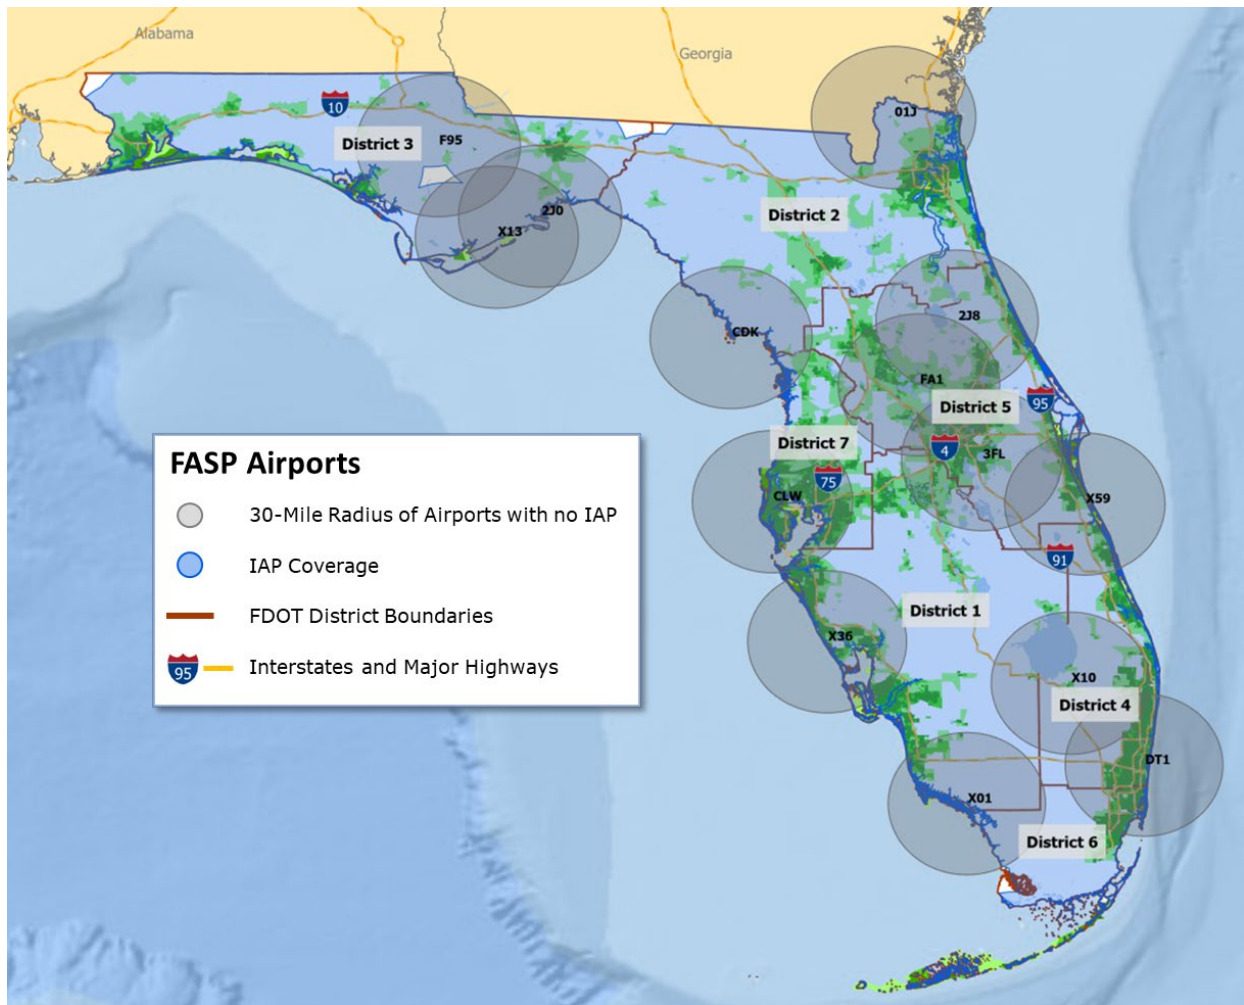 Alabama
Georgia
10
01J
District 3
F95
District 2
2J0
X13
2J8
CDK
FA1
95
District 5
District 7
4
3FL
75
CLW
X59
91
District 1
X36
X10
District 4
DT1
X01
District 6
FASP Airports
30-Mile Radius of Airports with no IAP
IAP Coverage
FDOT District Boundaries
95
Interstates and Major Highways